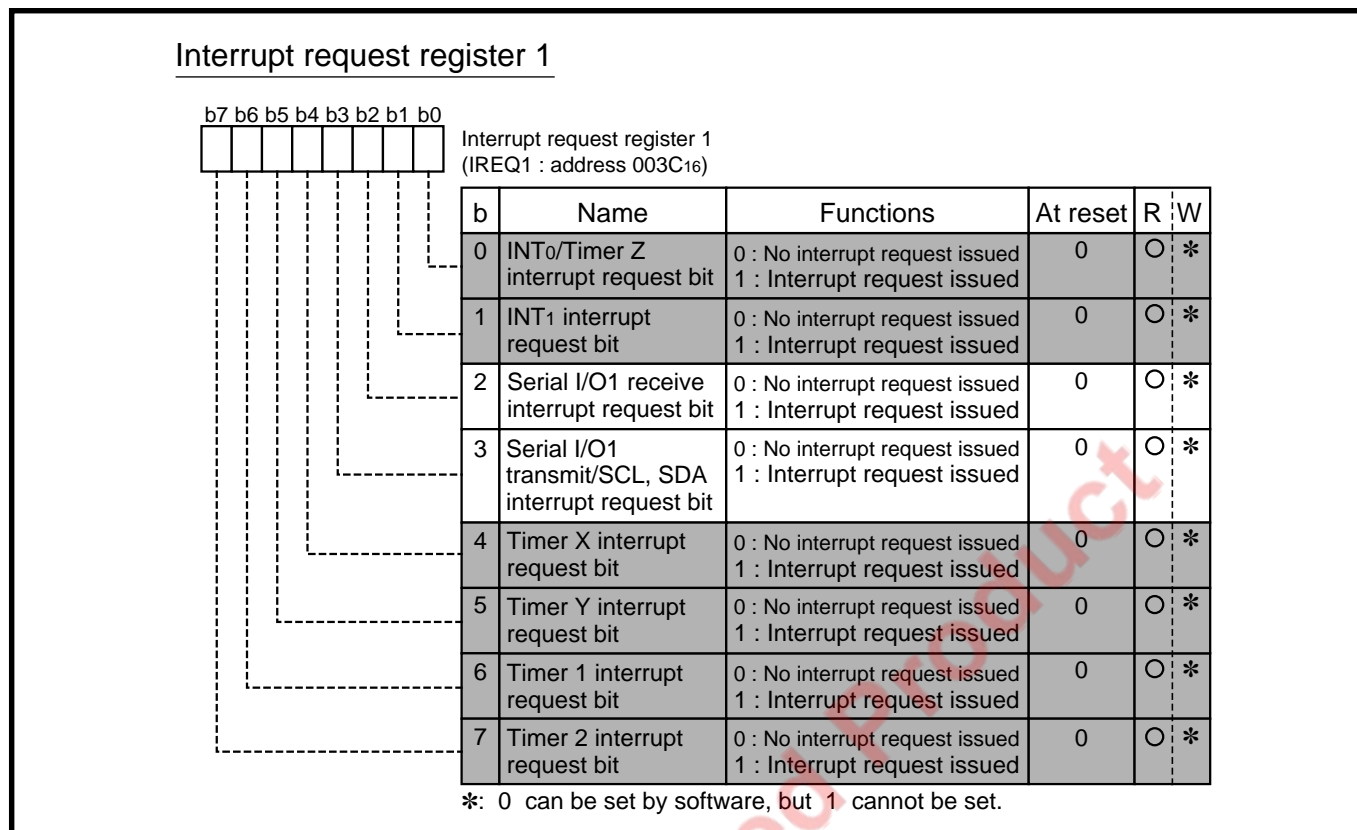 Interrupt request register 1
b7 b6 b5 b4 b3 b2 b1 b0
Interrupt request register 1
(IREQ1 : address 003C16)
b Name Functions At reset R W
0 INT0/Timer Z interrupt request bit 0 : No interrupt request issued 1 : Interrupt request issued 0 O ✻
1 INT1 interrupt request bit 0 : No interrupt request issued 1 : Interrupt request issued 0 O ✻
2 Serial I/O1 receive interrupt request bit 0 : No interrupt request issued 1 : Interrupt request issued 0 O ✻
3 Serial I/O1 transmit/SCL, SDA interrupt request bit 0 : No interrupt request issued 1 : Interrupt request issued 0 O ✻
4 Timer X interrupt request bit 0 : No interrupt request issued 1 : Interrupt request issued 0 O ✻
5 Timer Y interrupt request bit 0 : No interrupt request issued 1 : Interrupt request issued 0 O ✻
6 Timer 1 interrupt request bit 0 : No interrupt request issued 1 : Interrupt request issued 0 O ✻
7 Timer 2 interrupt request bit 0 : No interrupt request issued 1 : Interrupt request issued 0 O ✻
✻: 0 can be set by software, but 1 cannot be set.
d Product